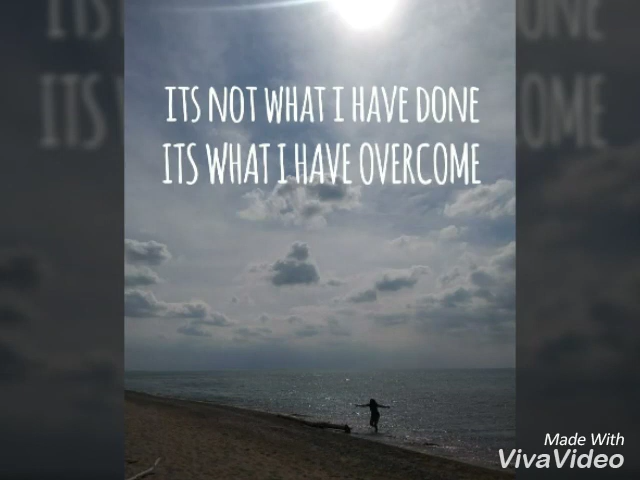 ITS NOT WHAT I HAVE DONE
ITS WHAT I HAVE OVERCOME
Made With
VivaVideo